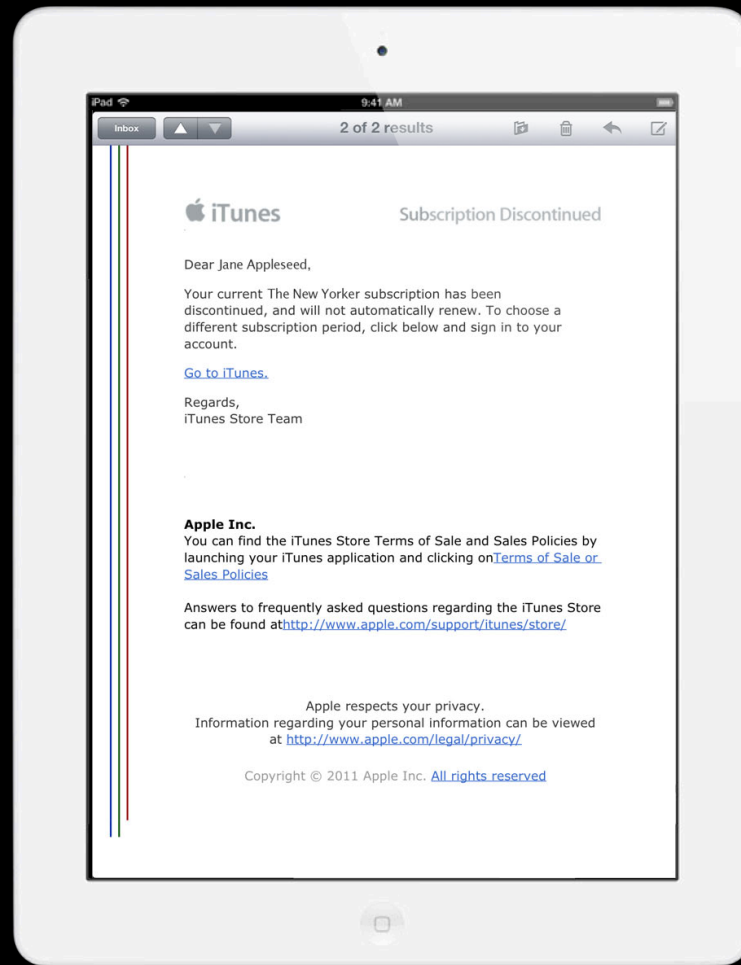 iPad 9:41 AM
Inbox 2 of 2 results
iTunes Subscription Discontinued
Dear Jane Appleseed,
Your current The New Yorker subscription has been
discontinued, and will not automatically renew. To choose a
different subscription period, click below and sign in to your
account.
Go to iTunes.
Regards,
iTunes Store Team
Apple Inc.
You can find the iTunes Store Terms of Sale and Sales Policies by
launching your iTunes application and clicking onTerms of Sale or
Sales Policies
Answers to frequently asked questions regarding the iTunes Store
can be found athttp://www.apple.com/support/itunes/store/
Apple respects your privacy.
Information regarding your personal information can be viewed
at http://www.apple.com/legal/privacy/
Copyright © 2011 Apple Inc. All rights reserved